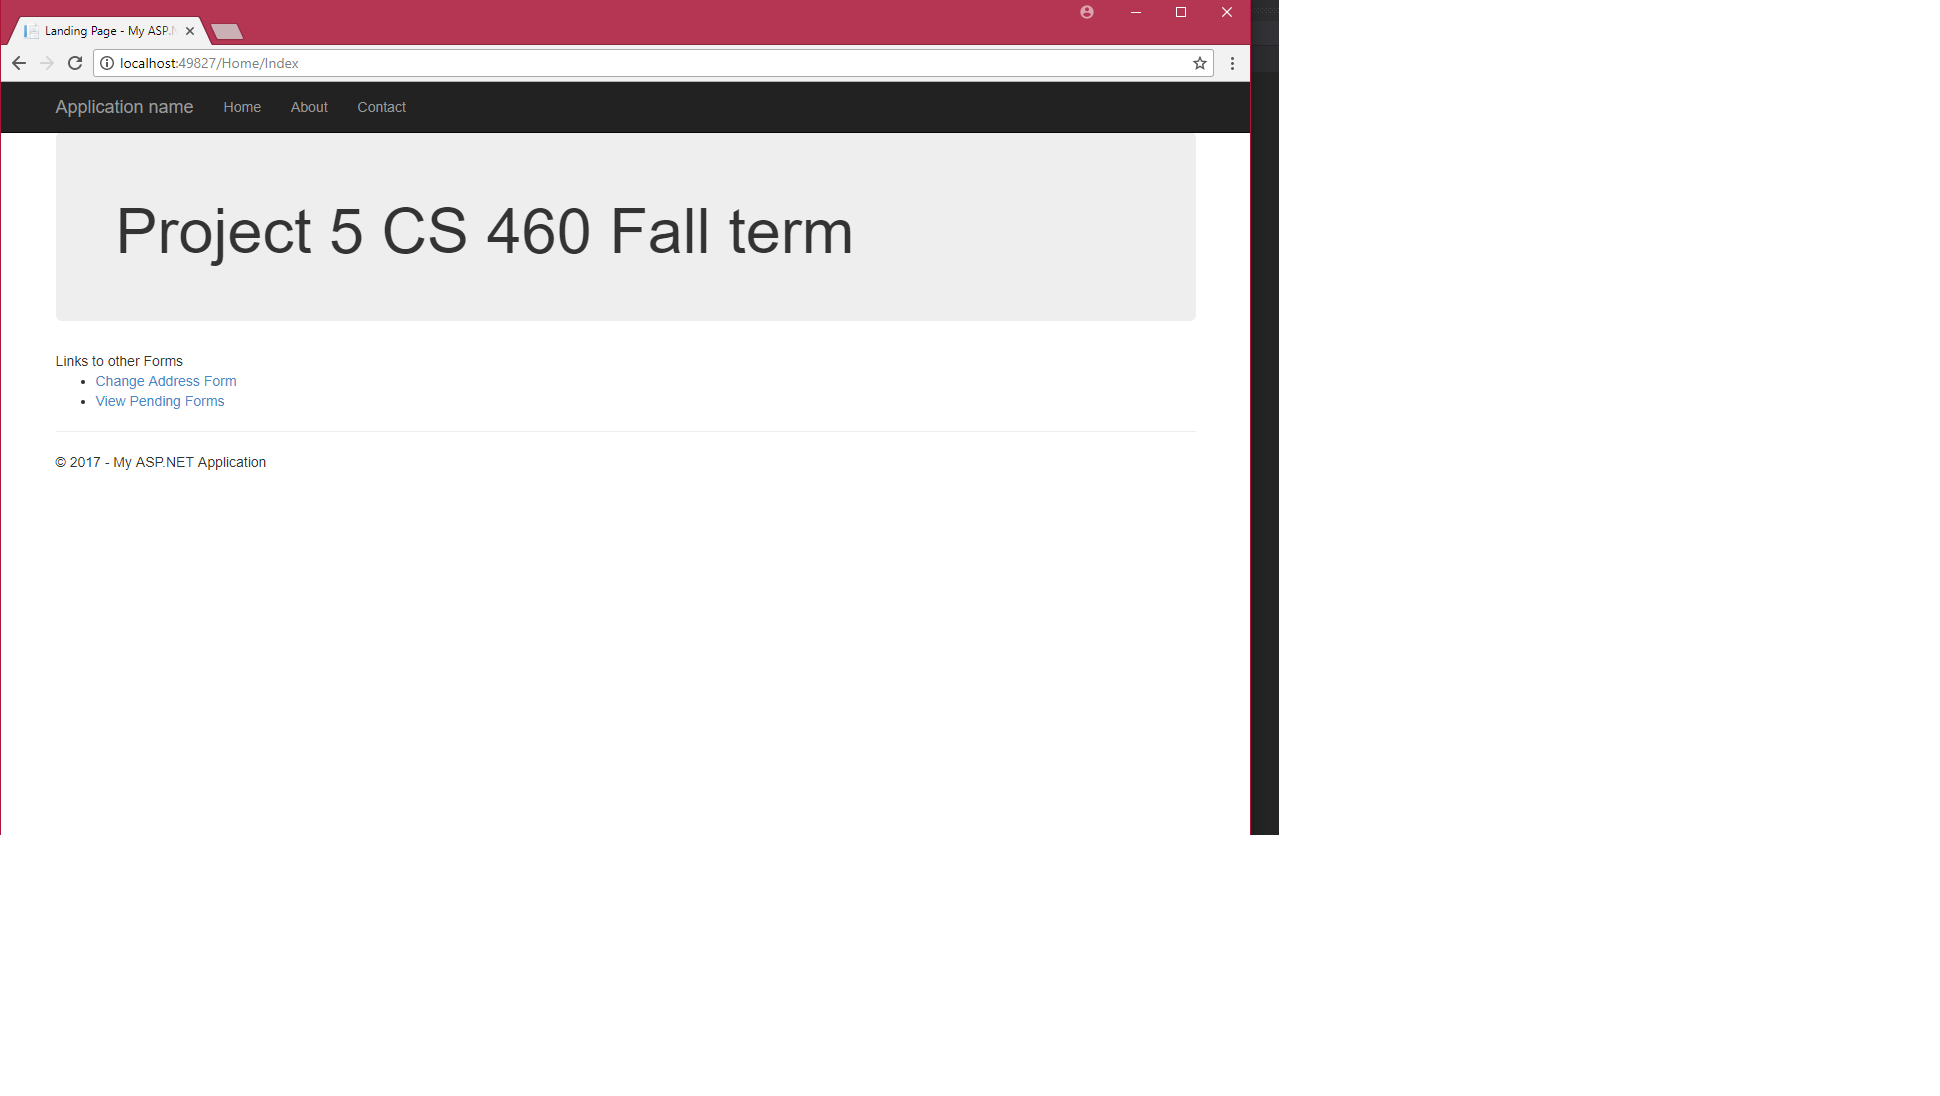 Landing Page - My ASP.N
localhost:49827/Home/Index
Application name Home About Contact
Project 5 CS 460 Fall term
Links to other Forms
• Change Address Form
• View Pending Forms
© 2017 - My ASP.NET Application